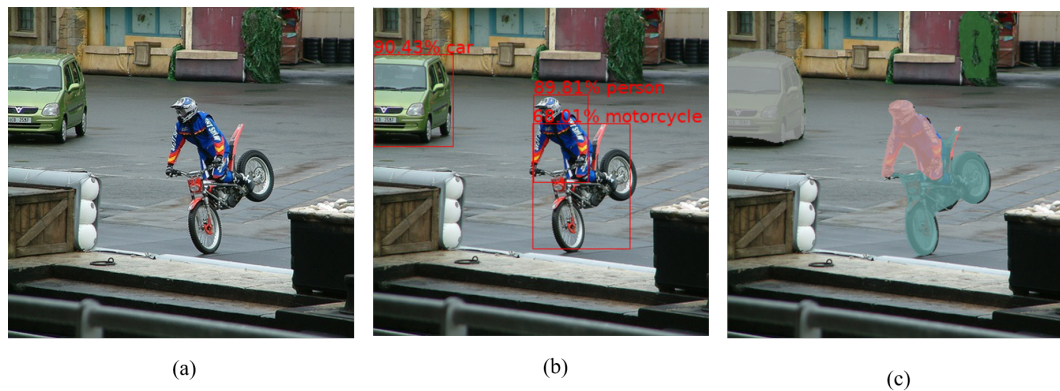 90.43% car
89.81% person
68.01% motorcycle
(a)
(b)
(c)